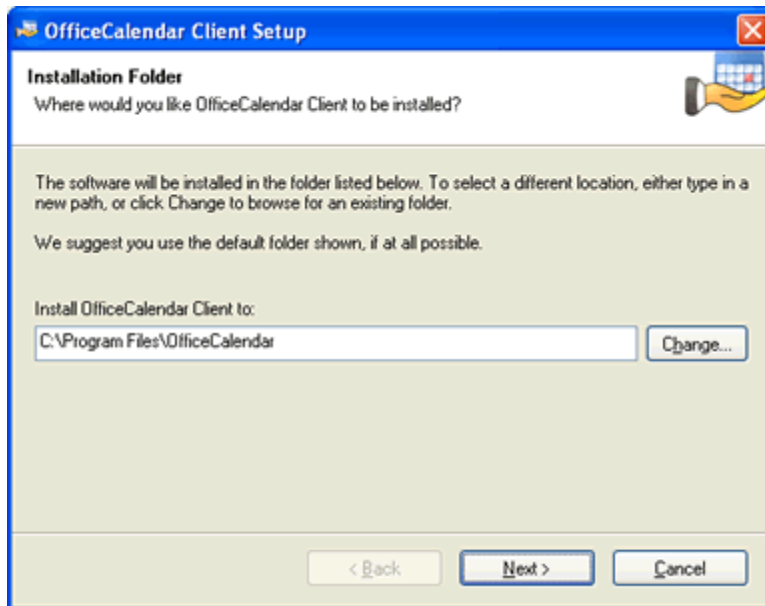 OfficeCalendar Client Setup
Installation Folder
Where would you like OfficeCalendar Client to be installed?
The software will be installed in the folder listed below. To select a different location, either type in a
new path, or click Change to browse for an existing folder.
We suggest you use the default folder shown, if at all possible.
Install OfficeCalendar Client to:
C:\Program Files\OfficeCalendar
Change...
< Back
Next >
Cancel